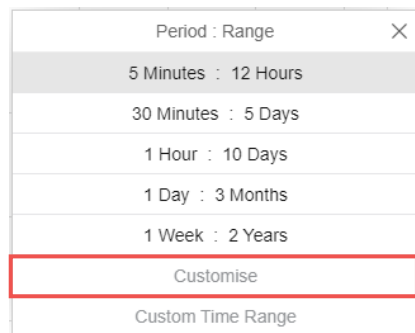 Period : Range
5 Minutes : 12 Hours
30 Minutes : 5 Days
1 Hour : 10 Days
1 Day : 3 Months
1 Week : 2 Years
Customise
Custom Time Range